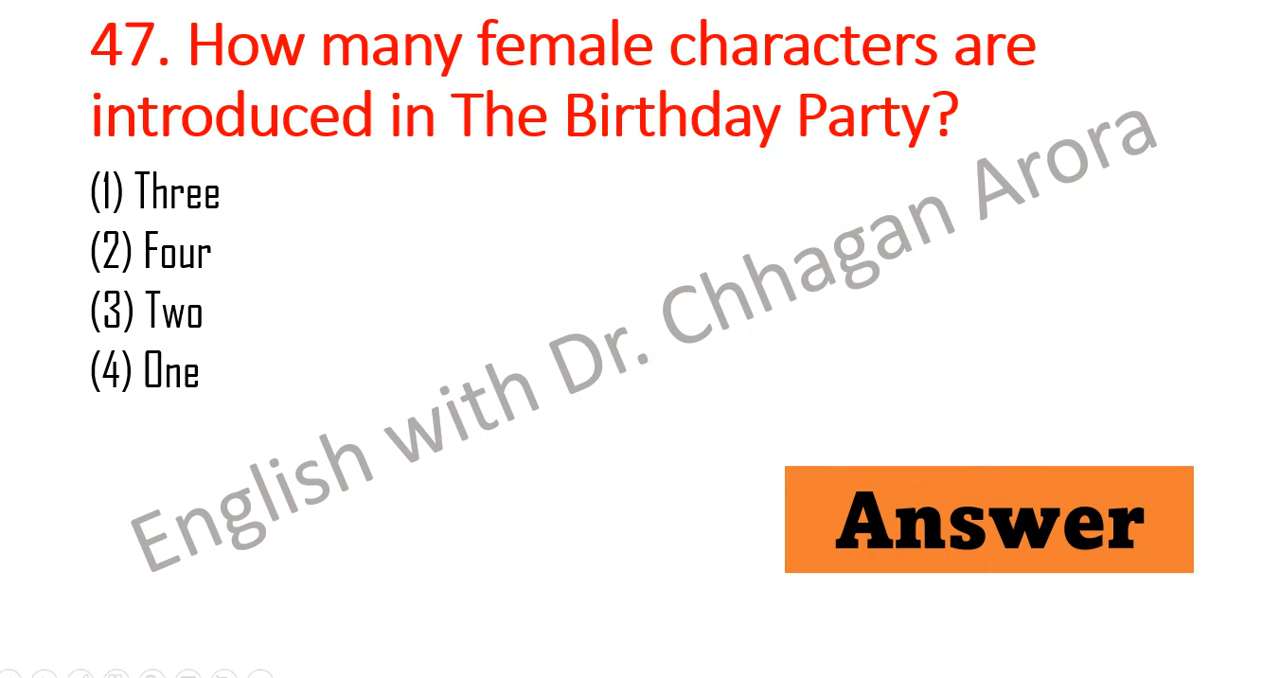 47. How many female characters are
introduced in The Birthday Party?
(1) Three
(2) Four
(3) Two
(4) One
English with Dr. Chhagan Arora
Answer